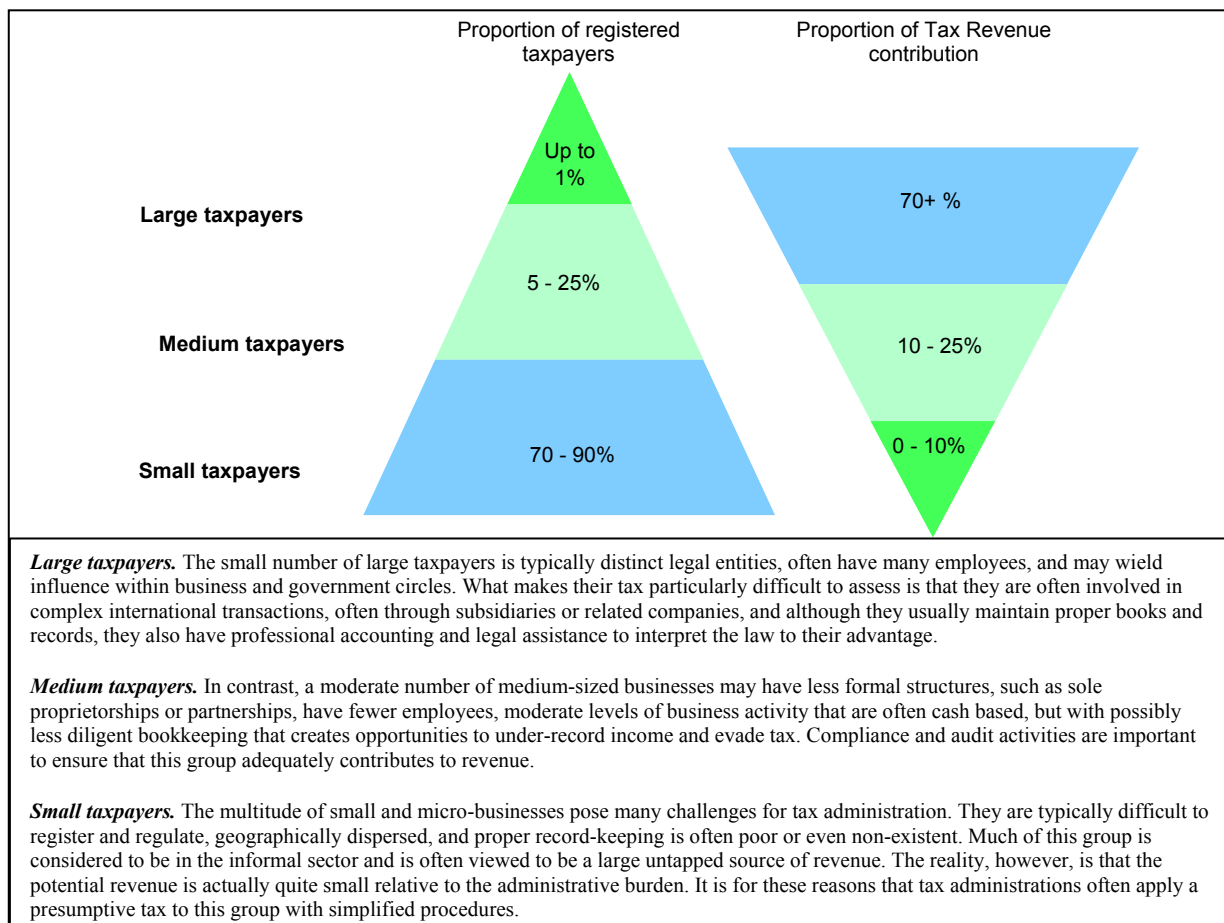 Proportion of registered
taxpayers
Proportion of Tax Revenue
contribution
Up to
1%
70+ %
Large taxpayers
5 - 25%
Medium taxpayers
10 - 25%
0 - 10%
70 - 90%
Small taxpayers
Large taxpayers. The small number of large taxpayers is typically distinct legal entities, often have many employees, and may wield
influence within business and government circles. What makes their tax particularly difficult to assess is that they are often involved in
complex international transactions, often through subsidiaries or related companies, and although they usually maintain proper books and
records, they also have professional accounting and legal assistance to interpret the law to their advantage.
Medium taxpayers. In contrast, a moderate number of medium-sized businesses may have less formal structures, such as sole
proprietorships or partnerships, have fewer employees, moderate levels of business activity that are often cash based, but with possibly
less diligent bookkeeping that creates opportunities to under-record income and evade tax. Compliance and audit activities are important
to ensure that this group adequately contributes to revenue.
Small taxpayers. The multitude of small and micro-businesses pose many challenges for tax administration. They are typically difficult to
register and regulate, geographically dispersed, and proper record-keeping is often poor or even non-existent. Much of this group is
considered to be in the informal sector and is often viewed to be a large untapped source of revenue. The reality, however, is that the
potential revenue is actually quite small relative to the administrative burden. It is for these reasons that tax administrations often apply a
presumptive tax to this group with simplified procedures.